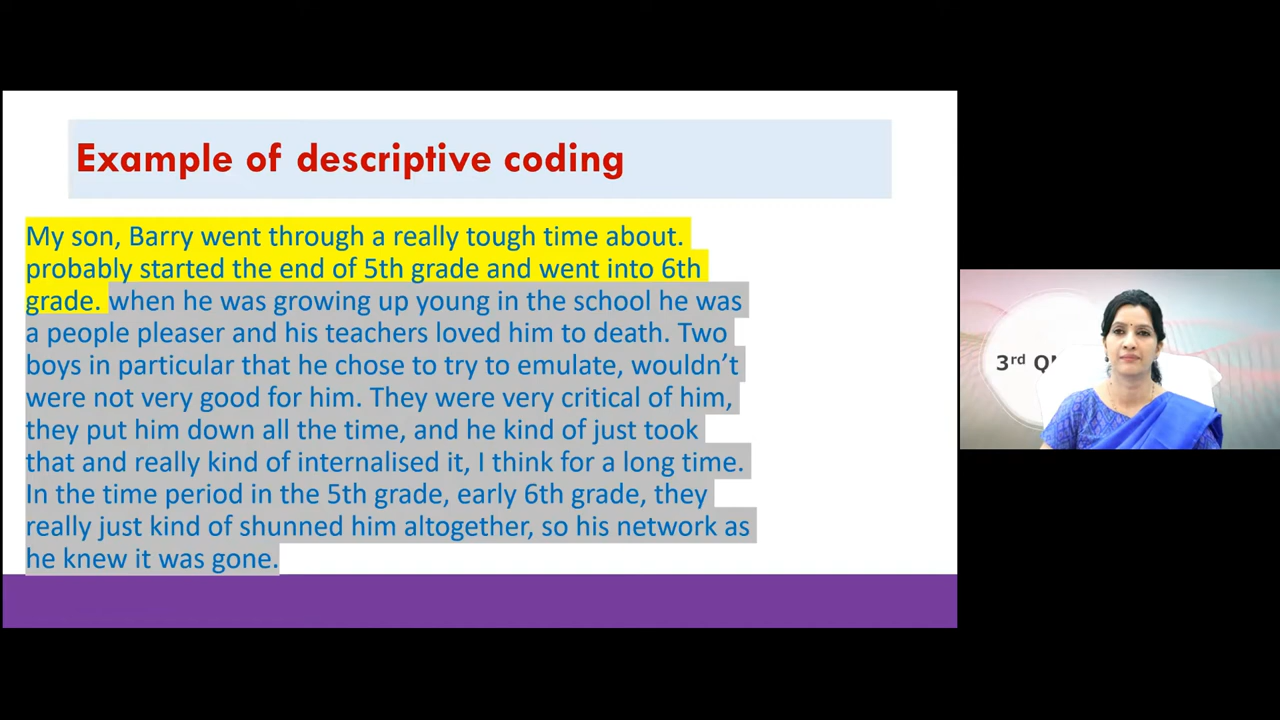 Example of descriptive coding
My son, Barry went through a really tough time about.
probably started the end of 5th grade and went into 6th
grade. when he was growing up young in the school he was
a people pleaser and his teachers loved him to death. Two
boys in particular that he chose to try to emulate, wouldn’t
were not very good for him. They were very critical of him,
they put him down all the time, and he kind of just took
that and really kind of internalised it, I think for a long time.
In the time period in the 5th grade, early 6th grade, they
really just kind of shunned him altogether, so his network as
he knew it was gone.
3rd